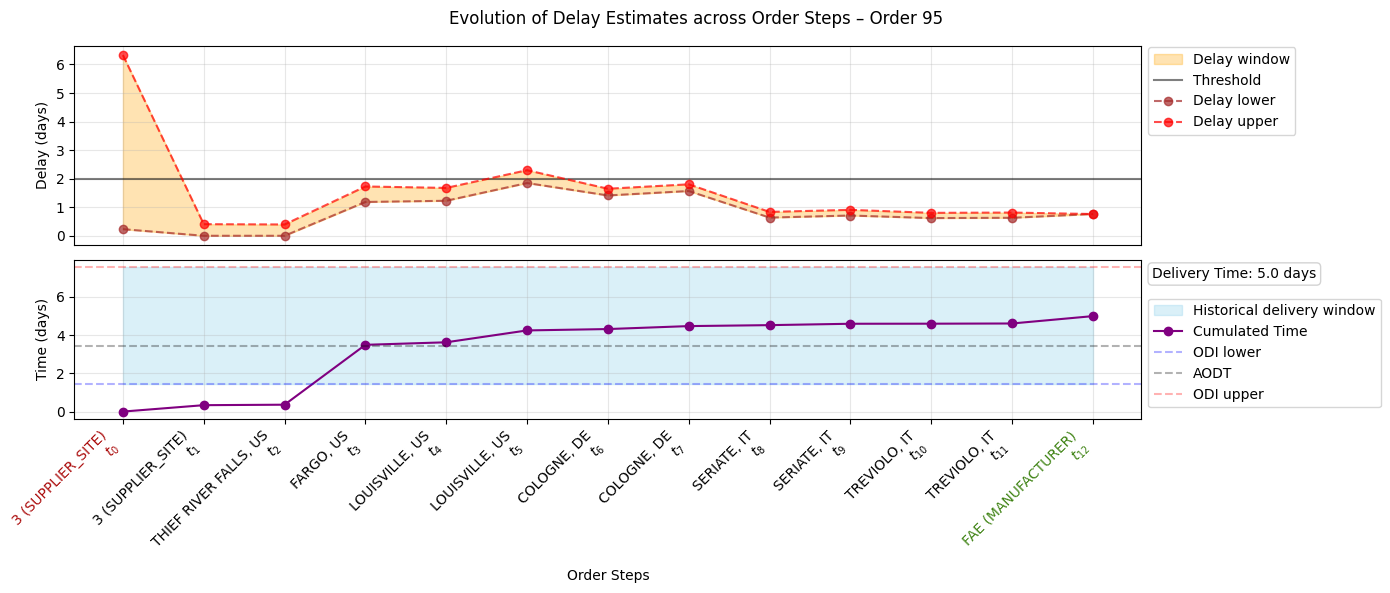 Evolution of Delay Estimates across Order Steps – Order 95
Delay (days)
6
5
4
3
2
1
0
Delay window
Threshold
Delay lower
Delay upper
Time (days)
6
4
2
0
Delivery Time: 5.0 days
Historical delivery window
Cumulated Time
ODI lower
AODT
ODI upper
3 (SUPPLIER_SITE)
t0
3 (SUPPLIER_SITE)
t1
THIEF RIVER FALLS, US
t2
FARGO, US
t3
LOUISVILLE, US
t4
LOUISVILLE, US
t5
COLOGNE, DE
t6
COLOGNE, DE
t7
SERIATE, IT
t8
SERIATE, IT
t9
TREVIOLO, IT
t10
TREVIOLO, IT
t11
FAE (MANUFACTURER)
t12
Order Steps